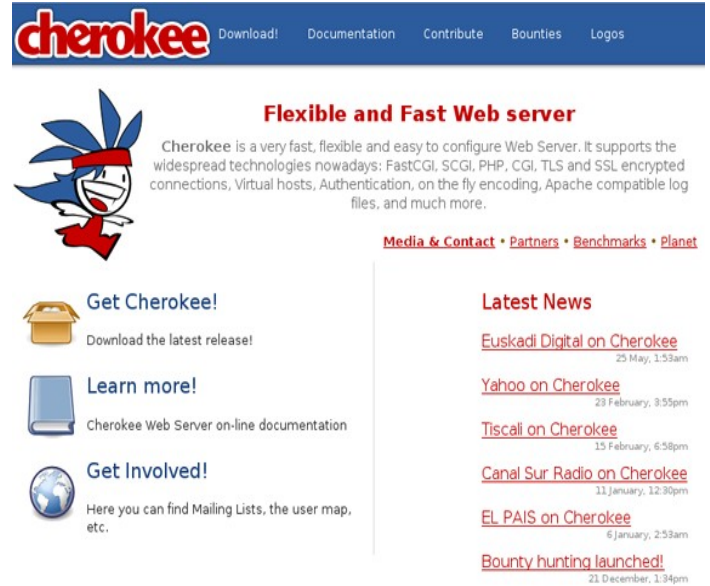 cherokee
Download! Documentation Contribute Bounties Logos
Flexible and Fast Web server
Cherokee is a very fast, flexible and easy to configure Web Server. It supports the
widespread technologies nowadays: FastCGI, SCGI, PHP, CGI, TLS and SSL encrypted
connections, Virtual hosts, Authentication, on the fly encoding, Apache compatible log
files, and much more.
Media & Contact • Partners • Benchmarks • Planet
Get Cherokee!
Download the latest release!
Learn more!
Cherokee Web Server on-line documentation
Get Involved!
Here you can find Mailing Lists, the user map,
etc.
Latest News
Euskadi Digital on Cherokee
25 May, 1:53am
Yahoo on Cherokee
23 February, 3:55pm
Tiscali on Cherokee
15 February, 6:58pm
Canal Sur Radio on Cherokee
11 January, 12:30pm
EL PAIS on Cherokee
6 January, 2:53am
Bounty hunting launched!
21 December, 1:34pm